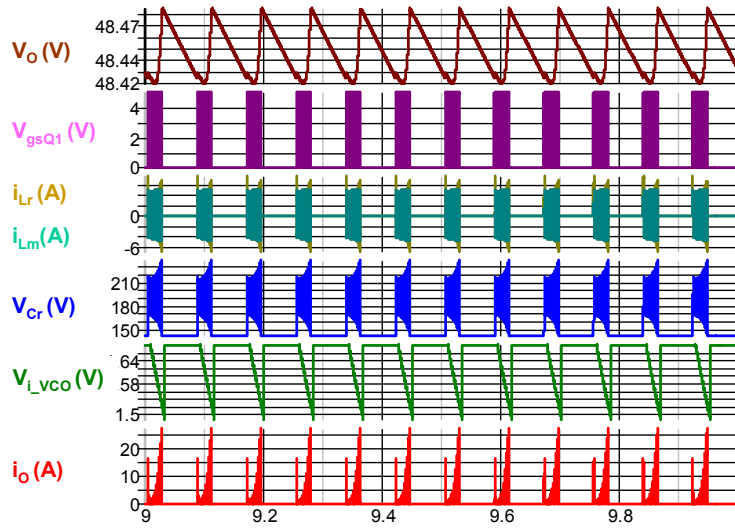 48.47
V_O (V)
48.44
48.42
4
V_gsQ1 (V)
2
0
i_Lr (A)
0
i_Lm (A)
-6
210
V_Cr (V)
180
150
64
V_i_VCO (V)
58
1.5
20
i_O (A)
10
0
9 9.2 9.4 9.6 9.8